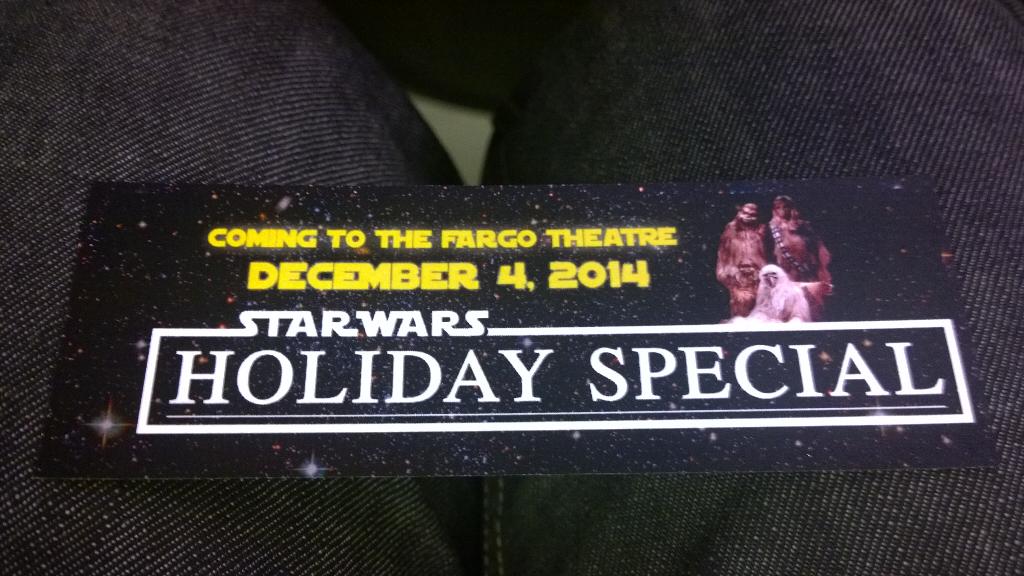 COMING TO THE FARGO THEATRE
DECEMBER 4, 2014
STAR WARS
HOLIDAY SPECIAL